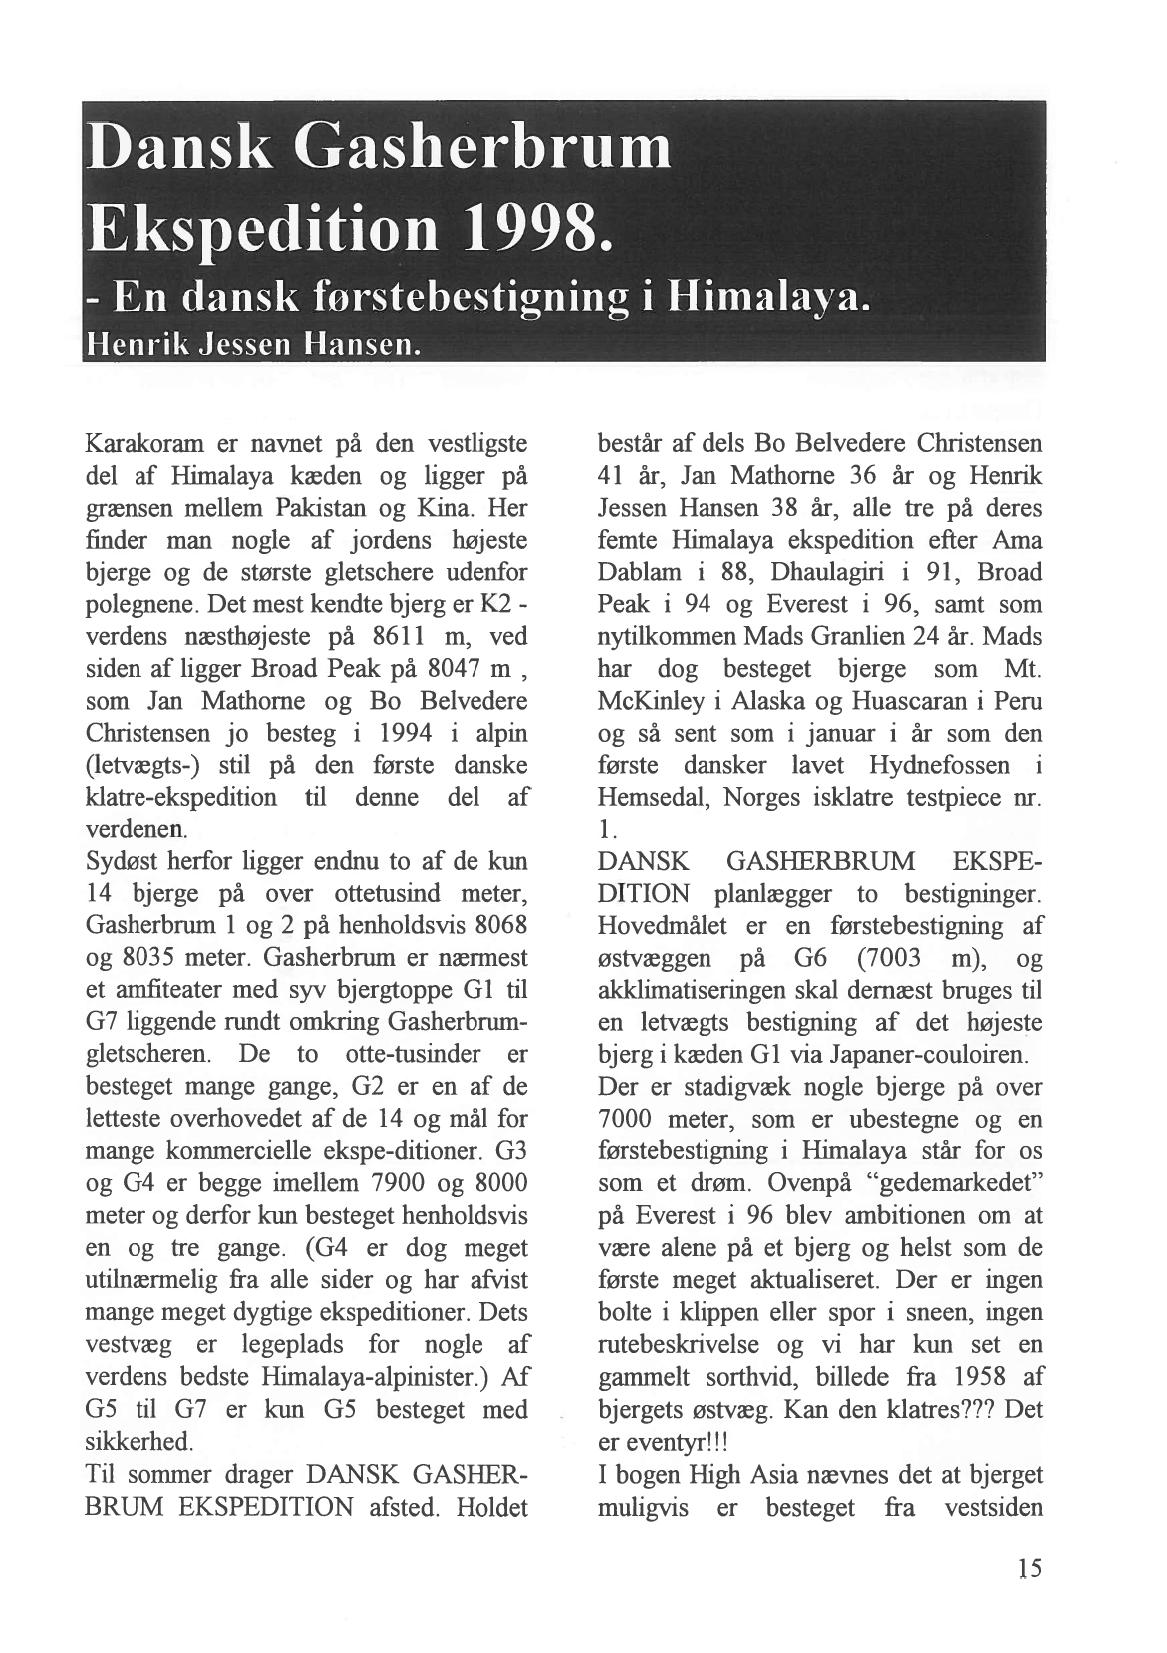 Dansk Gasherbrum
Ekspedition 1998.
- En dansk førstebestigning i Himalaya.
Henrik Jessen Hansen.
Karakoram er navnet på den vestligste
del af Himalaya kæden og ligger på
grænsen mellem Pakistan og Kina. Her
finder man nogle af jordens højeste
bjerge og de største gletschere udenfor
polegnene. Det mest kendte bjerg er K2 -
verdens næsthøjeste på 8611 m, ved
siden af ligger Broad Peak på 8047 m ,
som Jan Mathorne og Bo Belvedere
Christensen jo besteg i 1994 i alpin
(letvægts-) stil på den første danske
klatre-ekspedition til denne del af
verdenen.
Sydøst herfor ligger endnu to af de kun
14 bjerge på over ottetusind meter,
Gasherbrum 1 og 2 på henholdsvis 8068
og 8035 meter. Gasherbrum er nærmest
et amfiteater med syv bjergtoppe G1 til
G7 liggende rundt omkring Gasherbrum-
gletscheren. De to otte-tusinder er
besteget mange gange, G2 er en af de
letteste overhovedet af de 14 og mål for
mange kommercielle ekspe-ditioner. G3
og G4 er begge imellem 7900 og 8000
meter og derfor kun besteget henholdsvis
en og tre gange. (G4 er dog meget
utilnærmelig fra alle sider og har afvist
mange meget dygtige ekspeditioner. Dets
vestvæg er legeplads for nogle af
verdens bedste Himalaya-alpinister.) Af
G5 til G7 er kun G5 besteget med
sikkerhed.
Til sommer drager DANSK GASHER-
BRUM EKSPEDITION afsted. Holdet
består af dels Bo Belvedere Christensen
41 år, Jan Mathorne 36 år og Henrik
Jessen Hansen 38 år, alle tre på deres
femte Himalaya ekspedition efter Ama
Dablam i 88, Dhaulagiri i 91, Broad
Peak i 94 og Everest i 96, samt som
nytilkommen Mads Granlien 24 år. Mads
har dog besteget bjerge som Mt.
McKinley i Alaska og Huascaran i Peru
og så sent som i januar i år som den
første dansker lavet Hydnefossen i
Hemsedal, Norges isklatre testpiece nr.
1.
DANSK GASHERBRUM EKSPE-
DITION planlægger to bestigninger.
Hovedmålet er en førstebestigning af
østvæggen på G6 (7003 m), og
akklimatiseringen skal dernæst bruges til
en letvægts bestigning af det højeste
bjerg i kæden G1 via Japaner-couloiren.
Der er stadigvæk nogle bjerge på over
7000 meter, som er ubestegne og en
førstebestigning i Himalaya står for os
som et drøm. Ovenpå “gedemarkedet”
på Everest i 96 blev ambitionen om at
være alene på et bjerg og helst som de
første meget aktualiseret. Der er ingen
bolte i klippen eller spor i sneen, ingen
rutebeskrivelse og vi har kun set en
gammelt sorthvid, billede fra 1958 af
bjergets østvæg. Kan den klatres??? Det
er eventyr!!!
I bogen High Asia nævnes det at bjerget
muligvis er besteget fra vestsiden
15